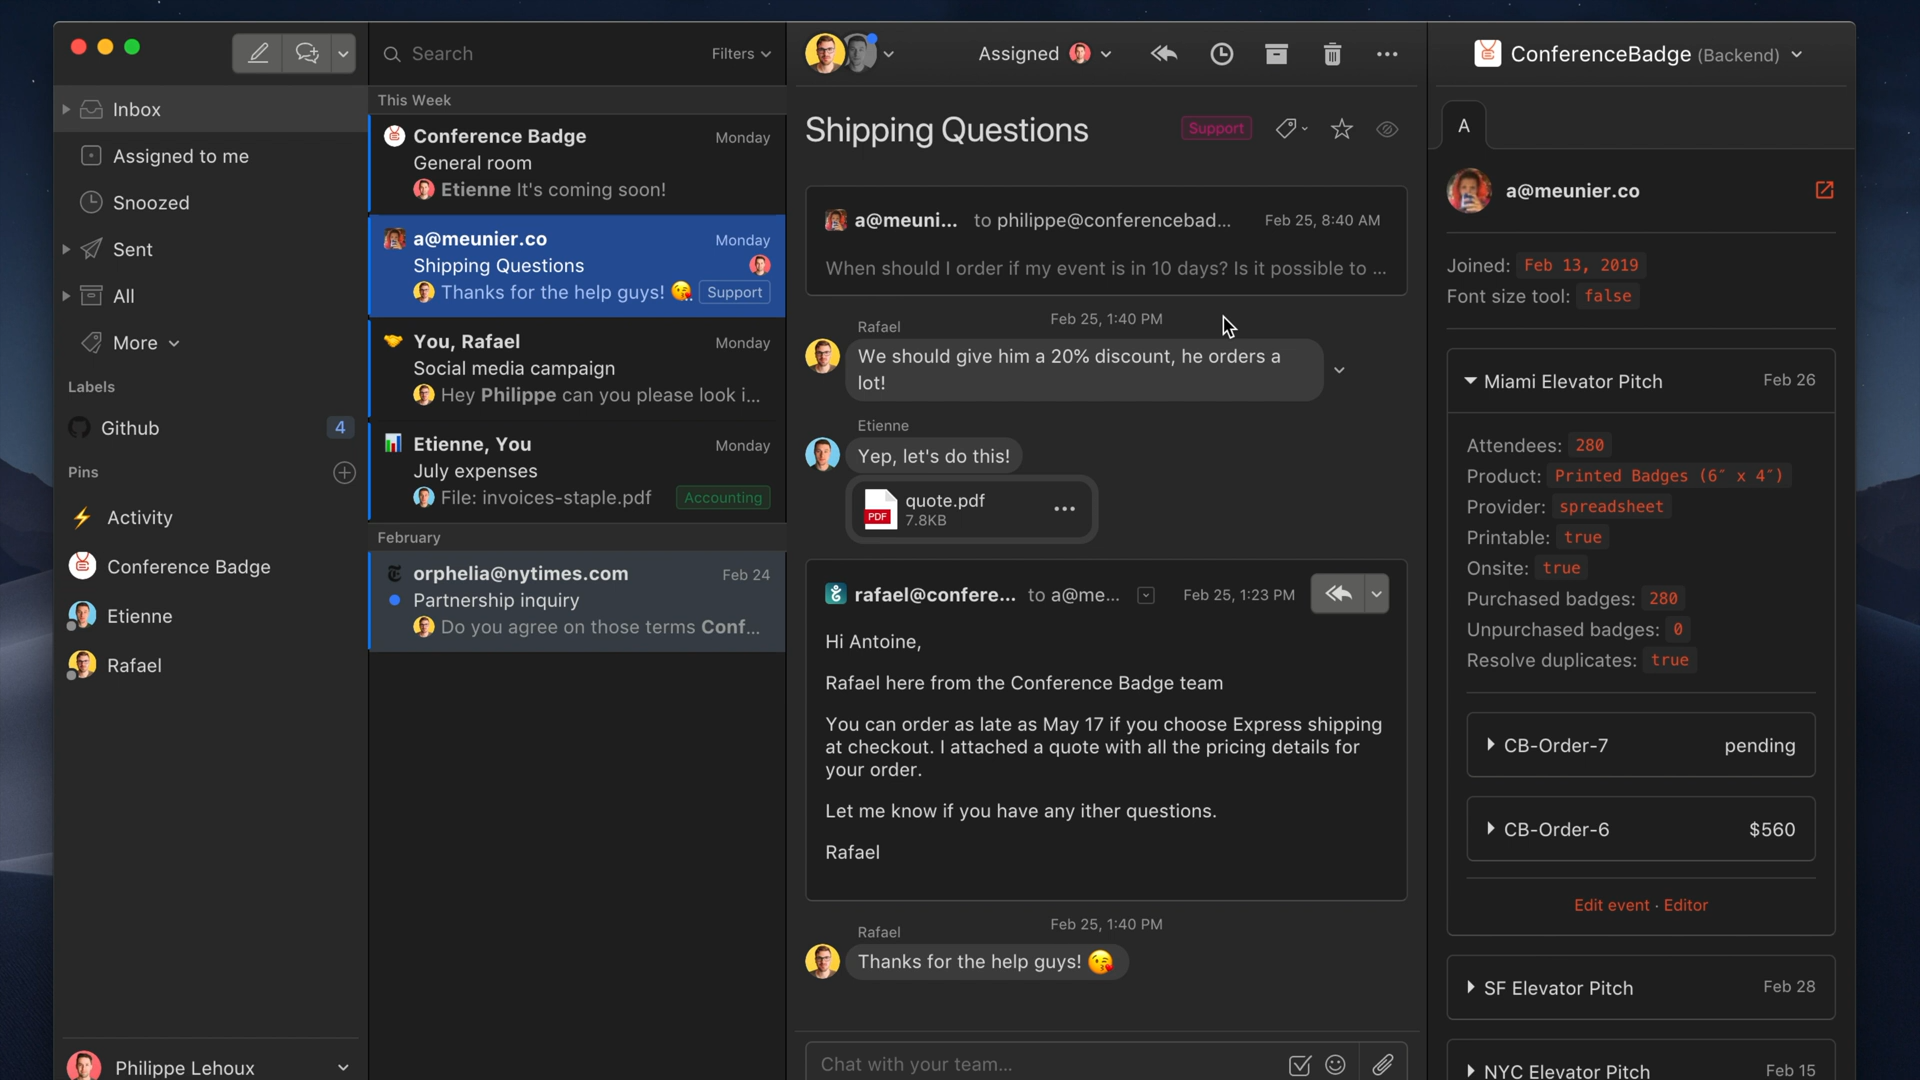 Search
Filters
Assigned
ConferenceBadge (Backend)
Inbox
Assigned to me
Snoozed
Sent
All
More
Labels
Github
4
Pins
Activity
Conference Badge
Etienne
Rafael
Philippe Lehoux
This Week
Conference Badge
Monday
General room
Etienne It's coming soon!
a@meunier.co
Monday
Shipping Questions
Thanks for the help guys! 😘
Support
You, Rafael
Monday
Social media campaign
Hey Philippe can you please look i...
Etienne, You
Monday
July expenses
File: invoices-staple.pdf
Accounting
February
orphelia@nytimes.com
Feb 24
Partnership inquiry
Do you agree on those terms Conf...
Shipping Questions
Support
a@meuni...
to philippe@conferencebad...
Feb 25, 8:40 AM
When should I order if my event is in 10 days? Is it possible to ...
Feb 25, 1:40 PM
Rafael
We should give him a 20% discount, he orders a
lot!
Etienne
Yep, let's do this!
PDF
quote.pdf
7.8KB
rafael@confere...
to a@me...
Feb 25, 1:23 PM
Hi Antoine,
Rafael here from the Conference Badge team
You can order as late as May 17 if you choose Express shipping
at checkout. I attached a quote with all the pricing details for
your order.
Let me know if you have any ither questions.
Rafael
Feb 25, 1:40 PM
Rafael
Thanks for the help guys! 😘
Chat with your team...
A
a@meunier.co
Joined: Feb 13, 2019
Font size tool: false
Miami Elevator Pitch
Feb 26
Attendees: 280
Product: Printed Badges (6″ x 4″)
Provider: spreadsheet
Printable: true
Onsite: true
Purchased badges: 280
Unpurchased badges: 0
Resolve duplicates: true
CB-Order-7
pending
CB-Order-6
$560
Edit event · Editor
SF Elevator Pitch
Feb 28
NYC Elevator Pitch
Feb 15